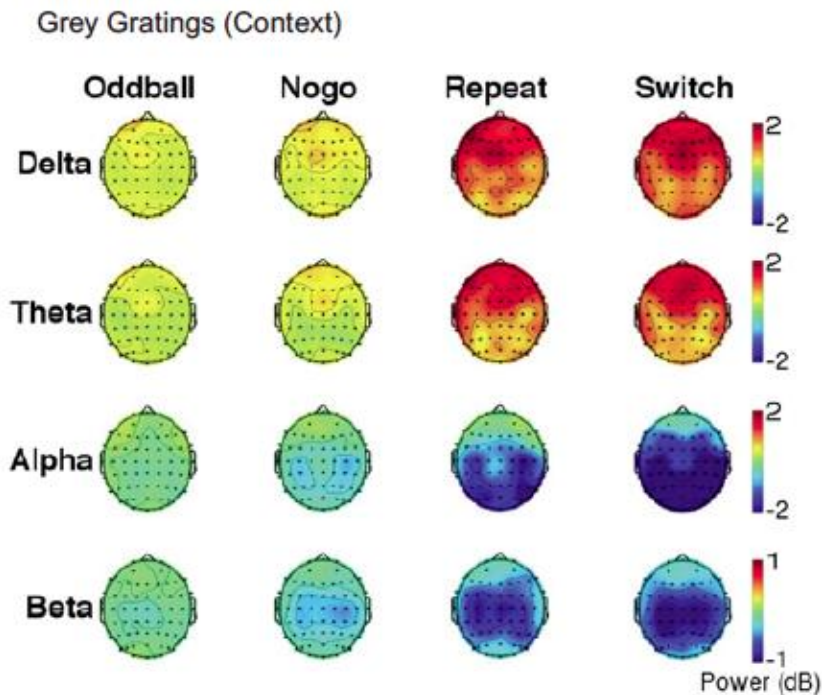 Grey Gratings (Context)
Oddball Nogo Repeat Switch
Delta
2
-2
Theta
2
-2
Alpha
2
-2
Beta
1
-1
Power (dB)